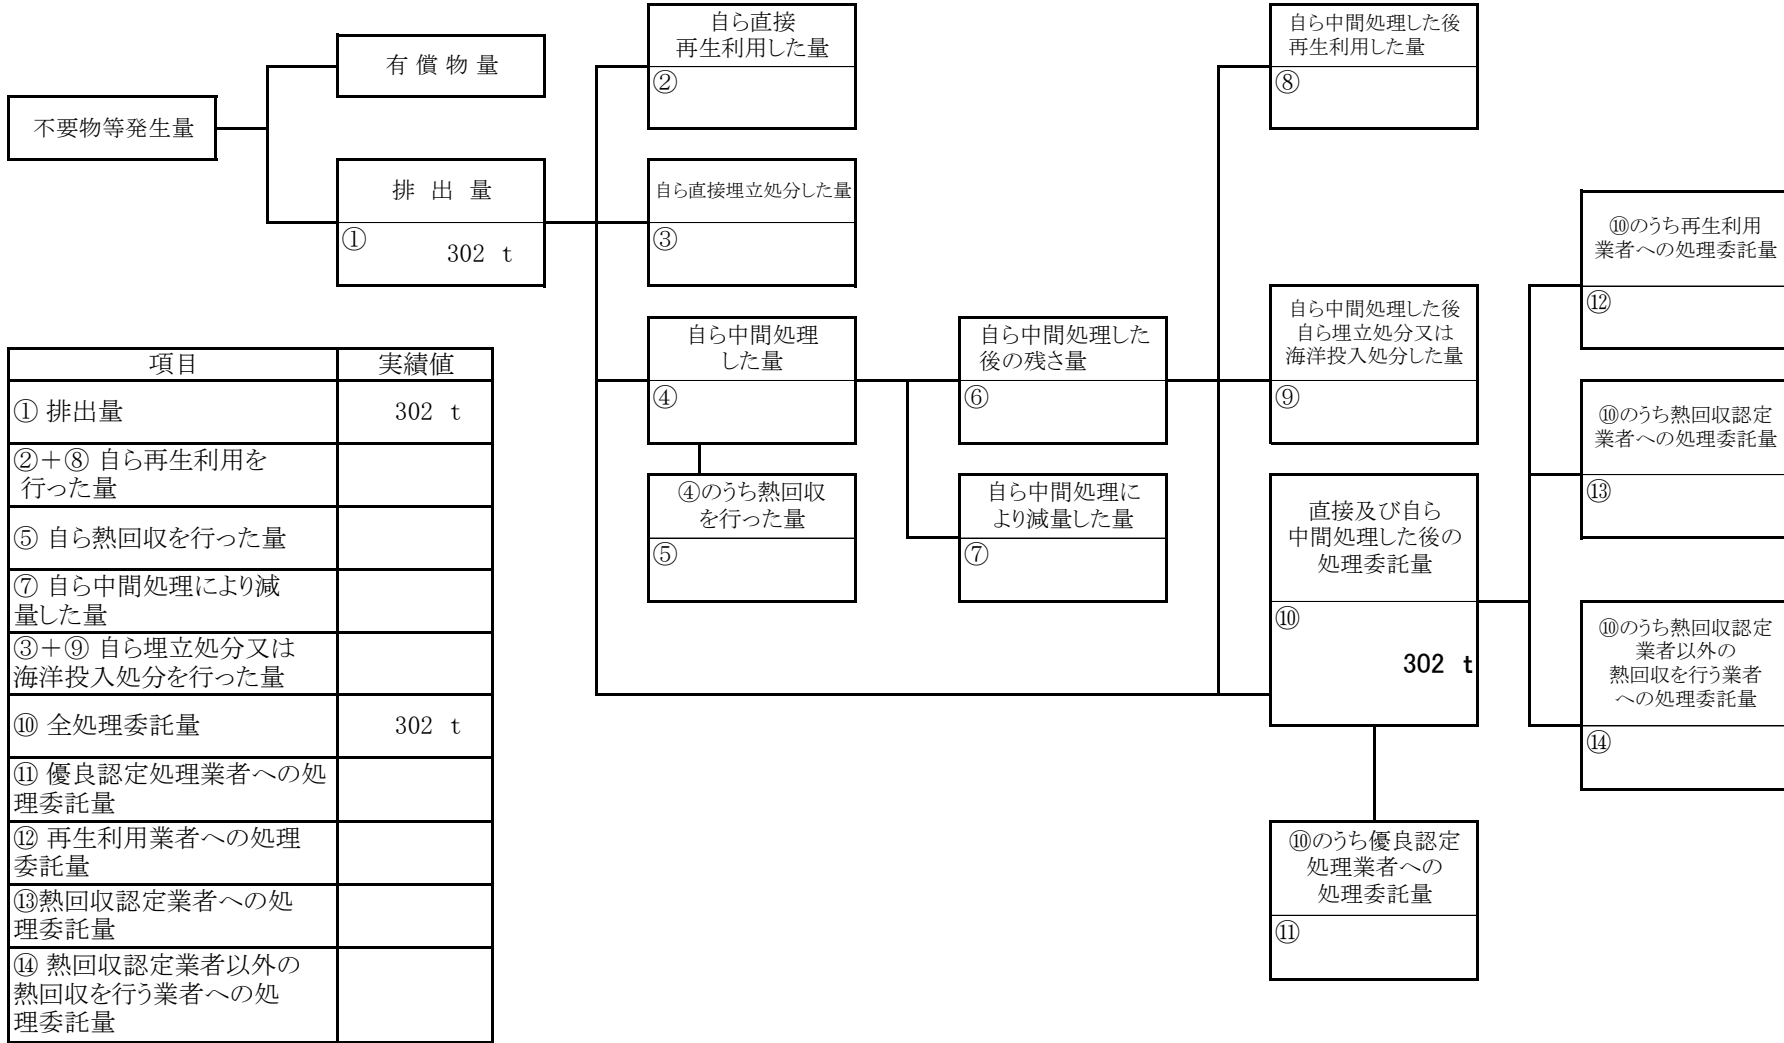 不要物等発生量
有 償 物 量
排 出 量
①
302 t
自ら直接
再生利用した量
②
自ら直接埋立処分した量
③
自ら中間処理
した量
④
④のうち熱回収
を行った量
⑤
自ら中間処理した
後の残さ量
⑥
自ら中間処理に
より減量した量
⑦
自ら中間処理した後
再生利用した量
⑧
自ら中間処理した後
自ら埋立処分又は
海洋投入処分した量
⑨
直接及び自ら
中間処理した後の
処理委託量
⑩
302 t
⑩のうち優良認定
処理業者への
処理委託量
⑪
⑩のうち再生利用
業者への処理委託量
⑫
⑩のうち熱回収認定
業者への処理委託量
⑬
⑩のうち熱回収認定
業者以外の
熱回収を行う業者
への処理委託量
⑭
項目 実績値
① 排出量 302 t
②+⑧ 自ら再生利用を
行った量
⑤ 自ら熱回収を行った量
⑦ 自ら中間処理により減
量した量
③+⑨ 自ら埋立処分又は
海洋投入処分を行った量
⑩ 全処理委託量 302 t
⑪ 優良認定処理業者への処
理委託量
⑫ 再生利用業者への処理
委託量
⑬熱回収認定業者への処
理委託量
⑭ 熱回収認定業者以外の
熱回収を行う業者への処
理委託量